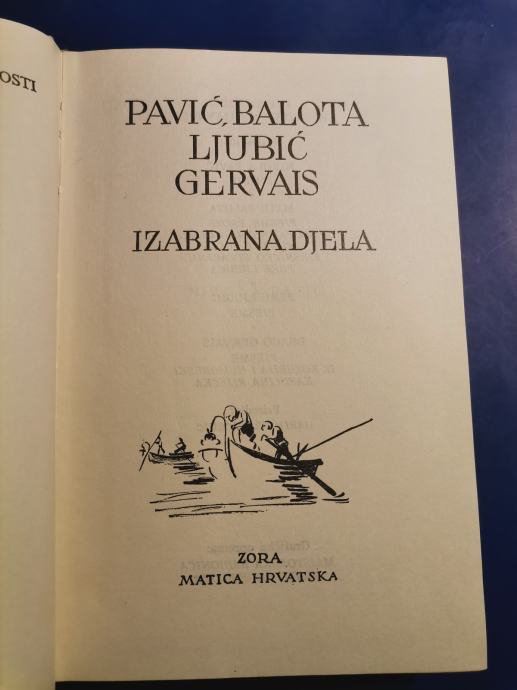 OSTI
PAVIĆ, BALOTA
LJUBIĆ
GERVAIS
IZABRANA DJELA
ZORA
MATICA HRVATSKA